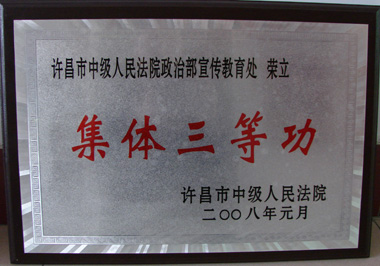 许昌市中级人民法院政治部宣传教育处 荣立
集体三等功
许昌市中级人民法院
二〇〇八年元月